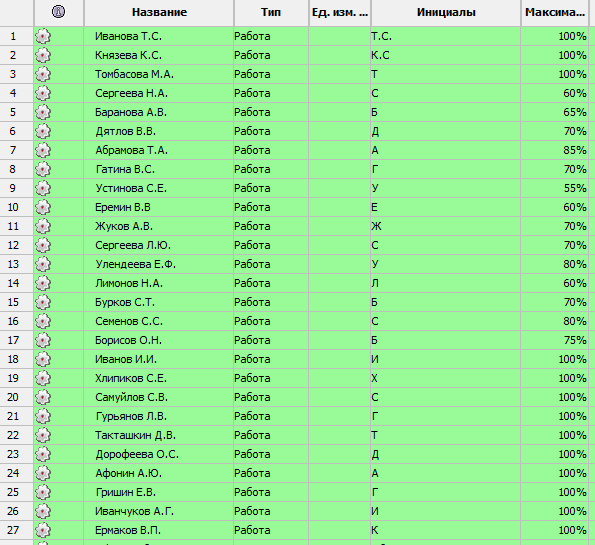 Название Тип Ед. изм. ... Инициалы Максима...
1 Иванова Т.С. Работа Т.С. 100%
2 Князева К.С. Работа К.С 100%
3 Томбасова М.А. Работа Т 100%
4 Сергеева Н.А. Работа С 60%
5 Баранова А.В. Работа Б 65%
6 Дятлов В.В. Работа Д 70%
7 Абрамова Т.А. Работа А 85%
8 Гатина В.С. Работа Г 70%
9 Устинова С.Е. Работа У 55%
10 Еремин В.В Работа Е 60%
11 Жуков А.В. Работа Ж 70%
12 Сергеева Л.Ю. Работа С 70%
13 Улендеева Е.Ф. Работа У 80%
14 Лимонов Н.А. Работа Л 60%
15 Бурков С.Т. Работа Б 70%
16 Семенов С.С. Работа С 80%
17 Борисов О.Н. Работа Б 75%
18 Иванов И.И. Работа И 100%
19 Хлипиков С.Е. Работа Х 100%
20 Самуйлов С.В. Работа С 100%
21 Гурьянов Л.В. Работа Г 100%
22 Такташкин Д.В. Работа Т 100%
23 Дорофеева О.С. Работа Д 100%
24 Афонин А.Ю. Работа А 100%
25 Гришин Е.В. Работа Г 100%
26 Иванчуков А.Г. Работа И 100%
27 Ермаков В.П. Работа К 100%